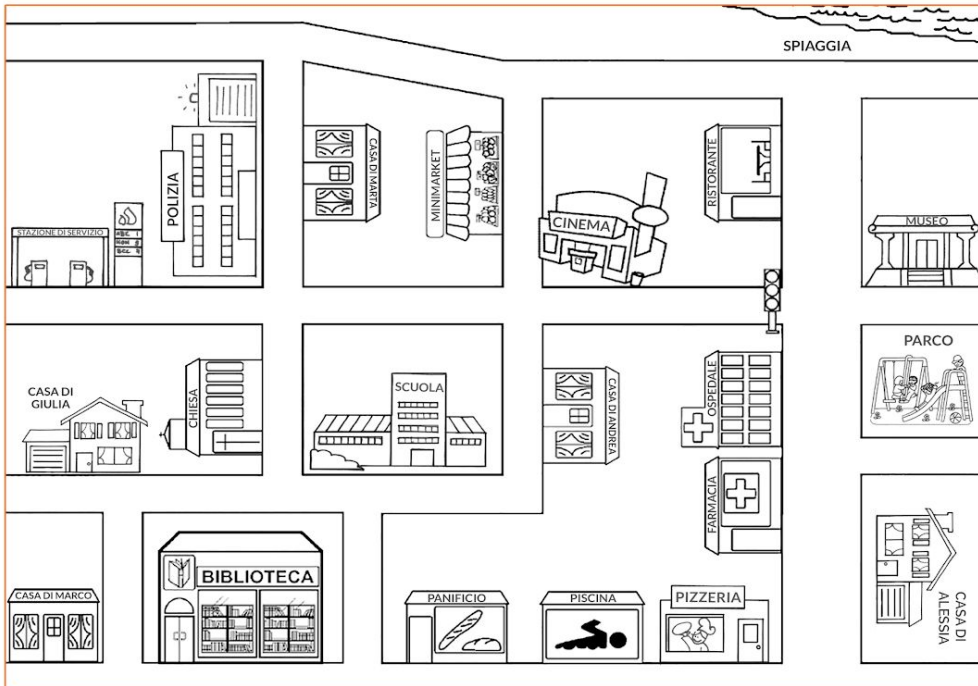 SPIAGGIA
POLIZIA
CASA DI MARTA
MINIMARKET
RISTORANTE
CINEMA
MUSEO
STAZIONE DI SERVIZIO
PARCO
CASA DI
GIULIA
CHIESA
SCUOLA
CASA DI ANDREA
OSPEDALE
FARMACIA
BIBLIOTECA
CASA DI MARCO
PANIFICIO
PISCINA
PIZZERIA
CASA DI
ALESSIA